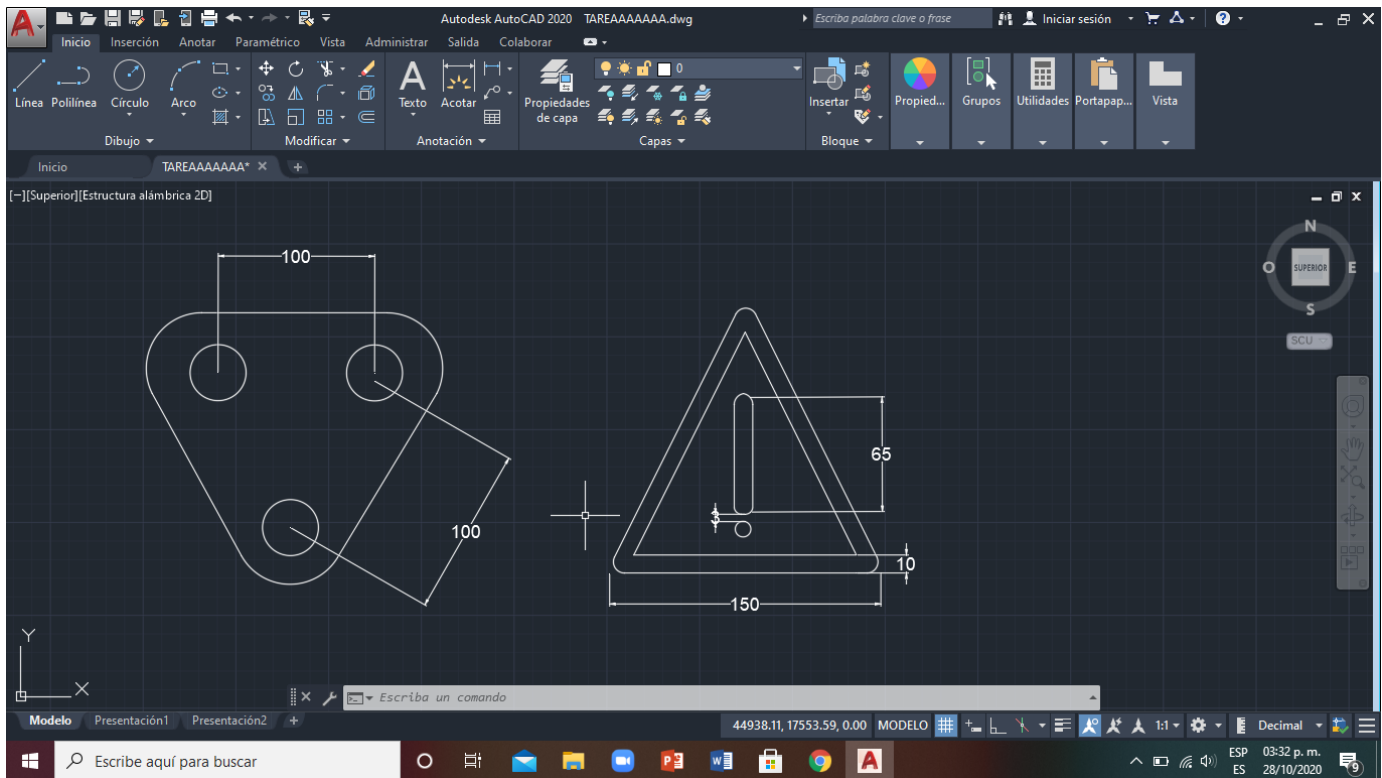 Autodesk AutoCAD 2020 TAREAAAAAAA.dwg
Escriba palabra clave o frase
Iniciar sesión
Inicio Inserción Anotar Paramétrico Vista Administrar Salida Colaborar
Línea Polilínea Círculo Arco
Texto Acotar
Propiedades de capa
0
Insertar
Propied... Grupos Utilidades Portapap... Vista
Dibujo Modificar Anotación Capas Bloque
Inicio TAREAAAAAAA*
[−][Superior][Estructura alámbrica 2D]
N
O SUPERIOR E
S
SCU
100
100
65
3
10
150
Y
X
Escriba un comando
Modelo Presentación1 Presentación2 +
44938.11, 17553.59, 0.00 MODELO 1:1 Decimal
Escribe aquí para buscar
ESP 03:32 p. m.
ES 28/10/2020
9